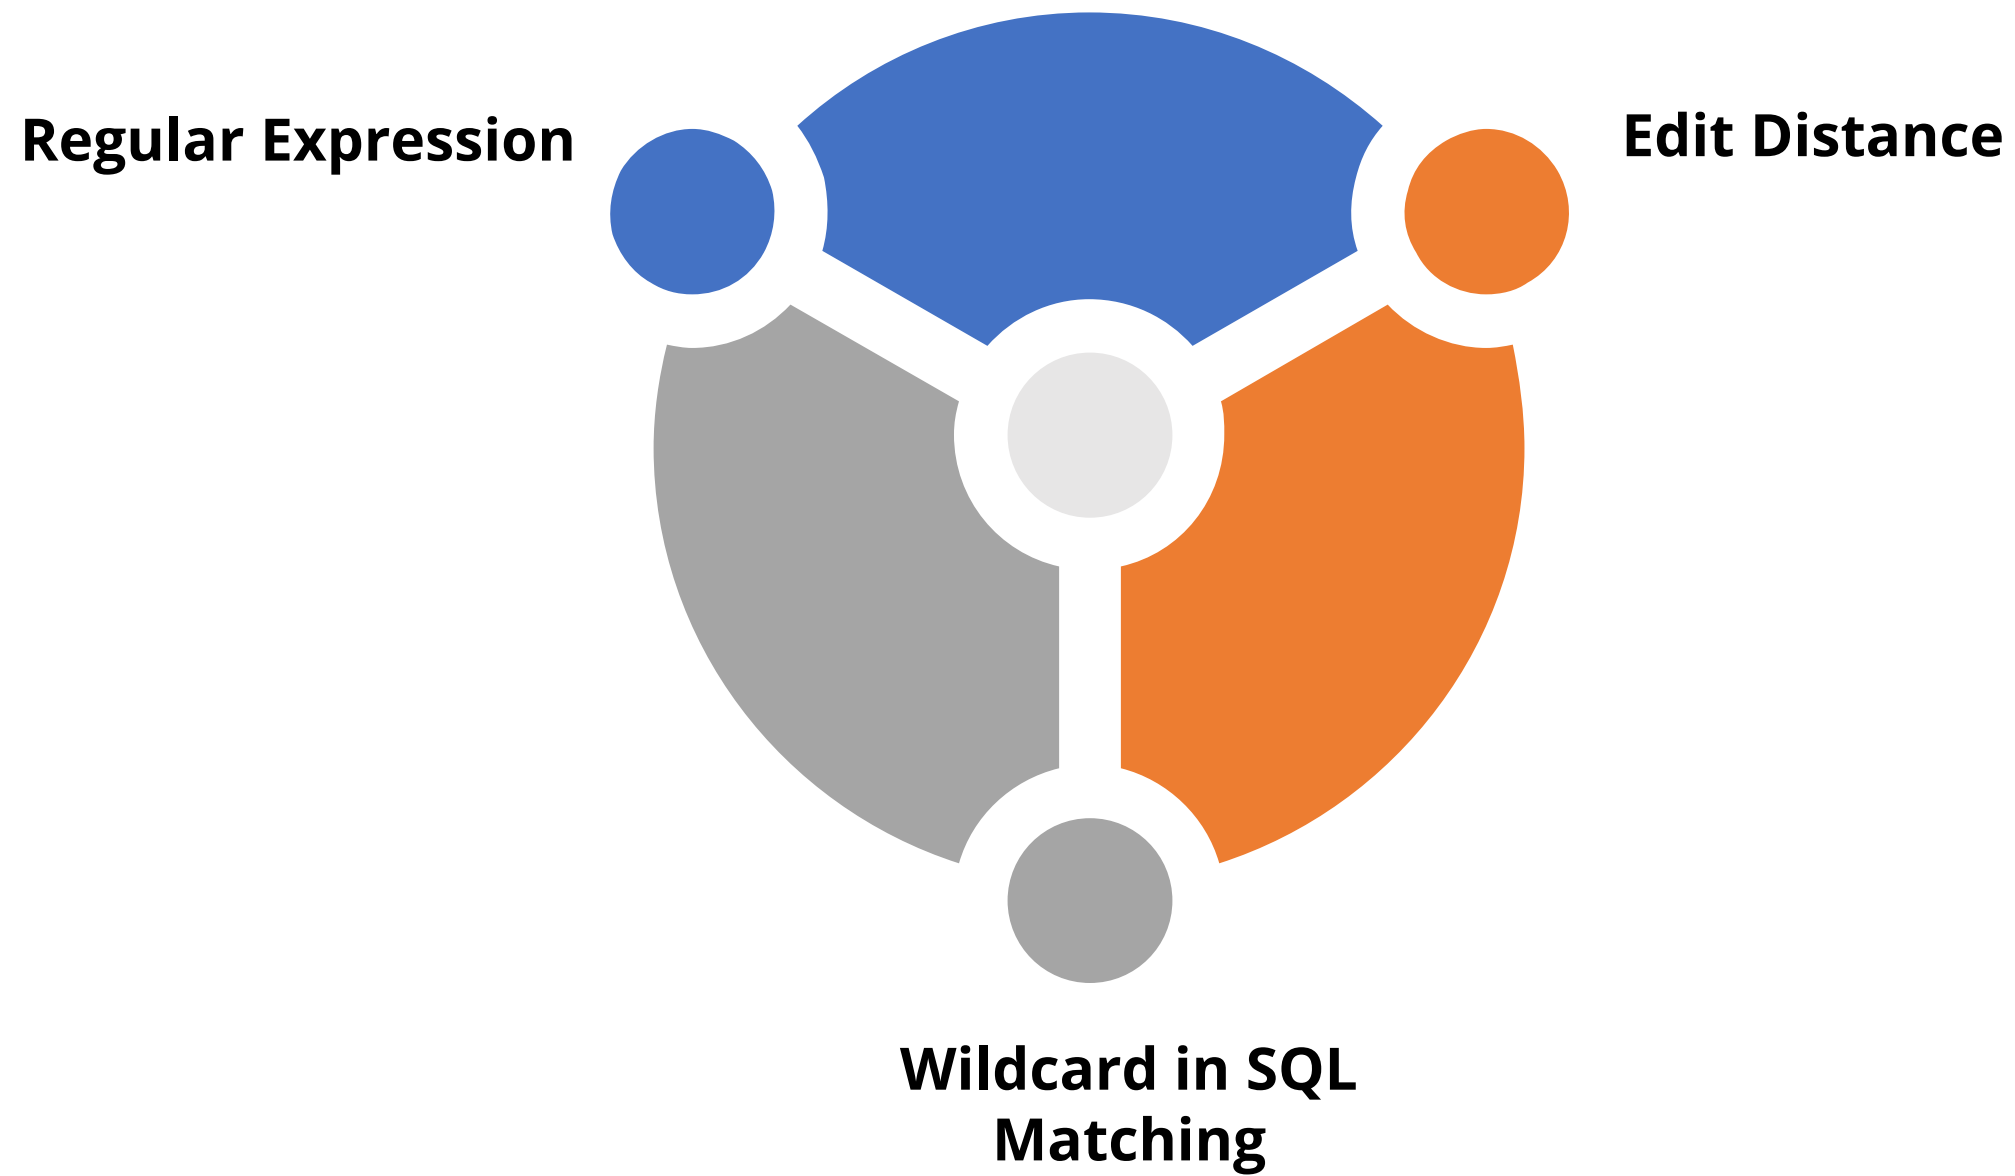 Regular Expression
Edit Distance
Wildcard in SQL
Matching